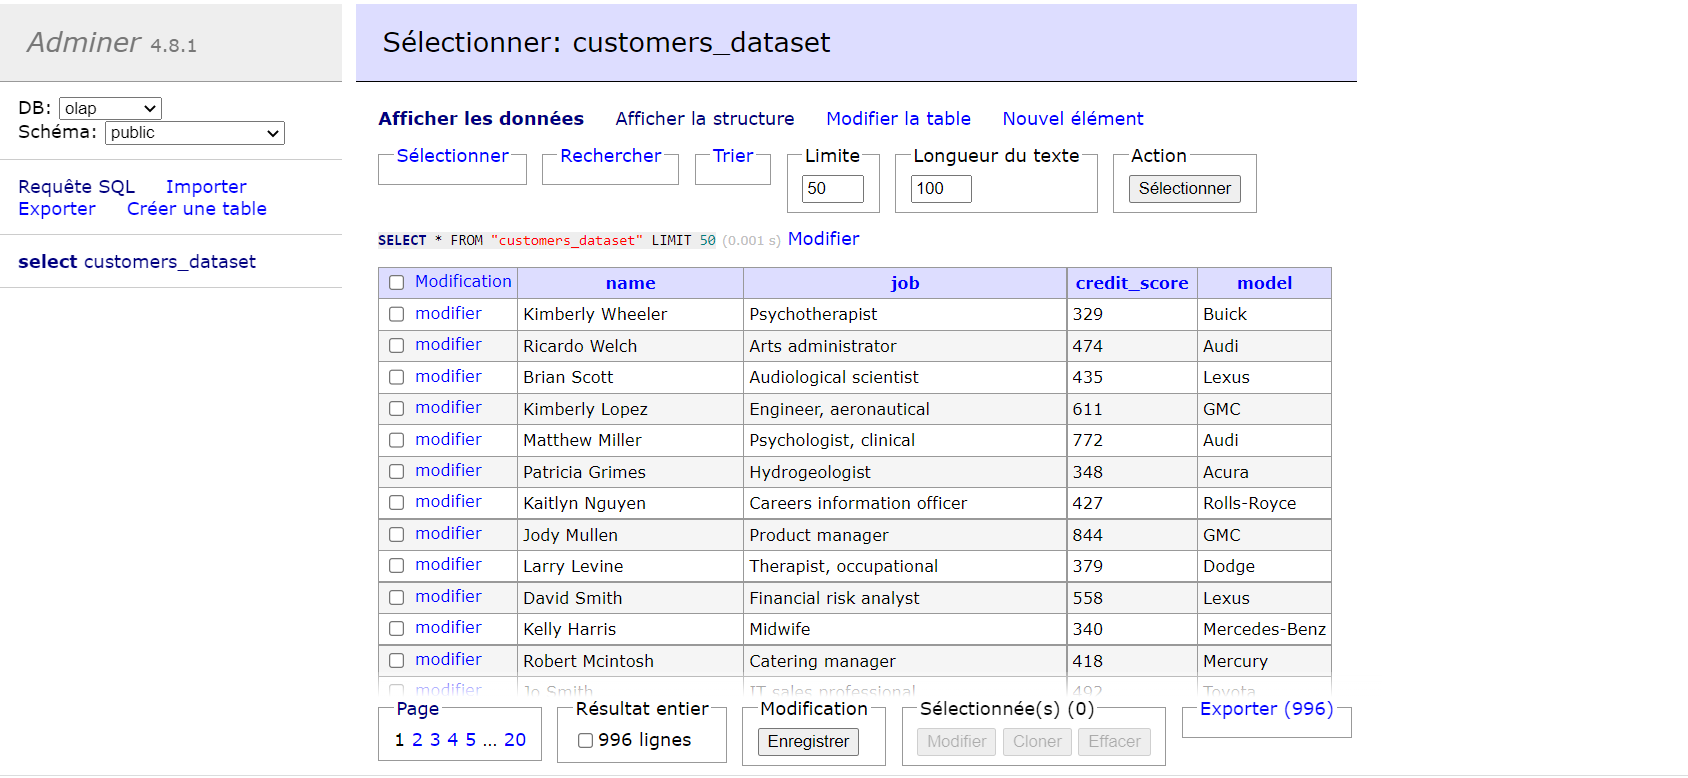 Adminer 4.8.1
DB: olap
Schéma: public
Requête SQL Importer
Exporter Créer une table
select customers_dataset
Sélectionner: customers_dataset
Afficher les données Afficher la structure Modifier la table Nouvel élément
Sélectionner Rechercher Trier Limite Longueur du texte Action
50 100 Sélectionner
SELECT * FROM "customers_dataset" LIMIT 50 (0.001 s) Modifier
Modification name job credit_score model
modifier Kimberly Wheeler Psychotherapist 329 Buick
modifier Ricardo Welch Arts administrator 474 Audi
modifier Brian Scott Audiological scientist 435 Lexus
modifier Kimberly Lopez Engineer, aeronautical 611 GMC
modifier Matthew Miller Psychologist, clinical 772 Audi
modifier Patricia Grimes Hydrogeologist 348 Acura
modifier Kaitlyn Nguyen Careers information officer 427 Rolls-Royce
modifier Jody Mullen Product manager 844 GMC
modifier Larry Levine Therapist, occupational 379 Dodge
modifier David Smith Financial risk analyst 558 Lexus
modifier Kelly Harris Midwife 340 Mercedes-Benz
modifier Robert Mcintosh Catering manager 418 Mercury
modifier Jo Smith IT sales professional 492 Toyota
Page Résultat entier Modification Sélectionnée(s) (0) Exporter (996)
1 2 3 4 5 ... 20 996 lignes Enregistrer Modifier Cloner Effacer